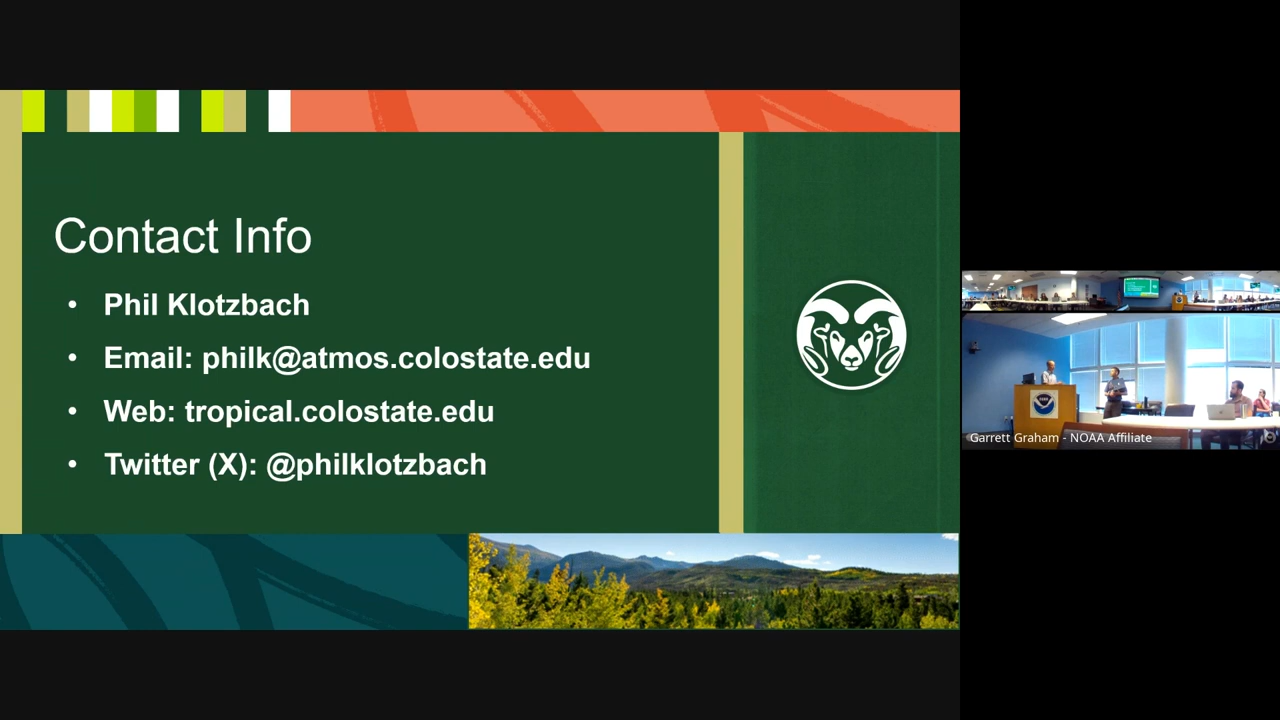 Contact Info
• Phil Klotzbach
• Email: philk@atmos.colostate.edu
• Web: tropical.colostate.edu
• Twitter (X): @philklotzbach
Garrett Graham - NOAA Affiliate